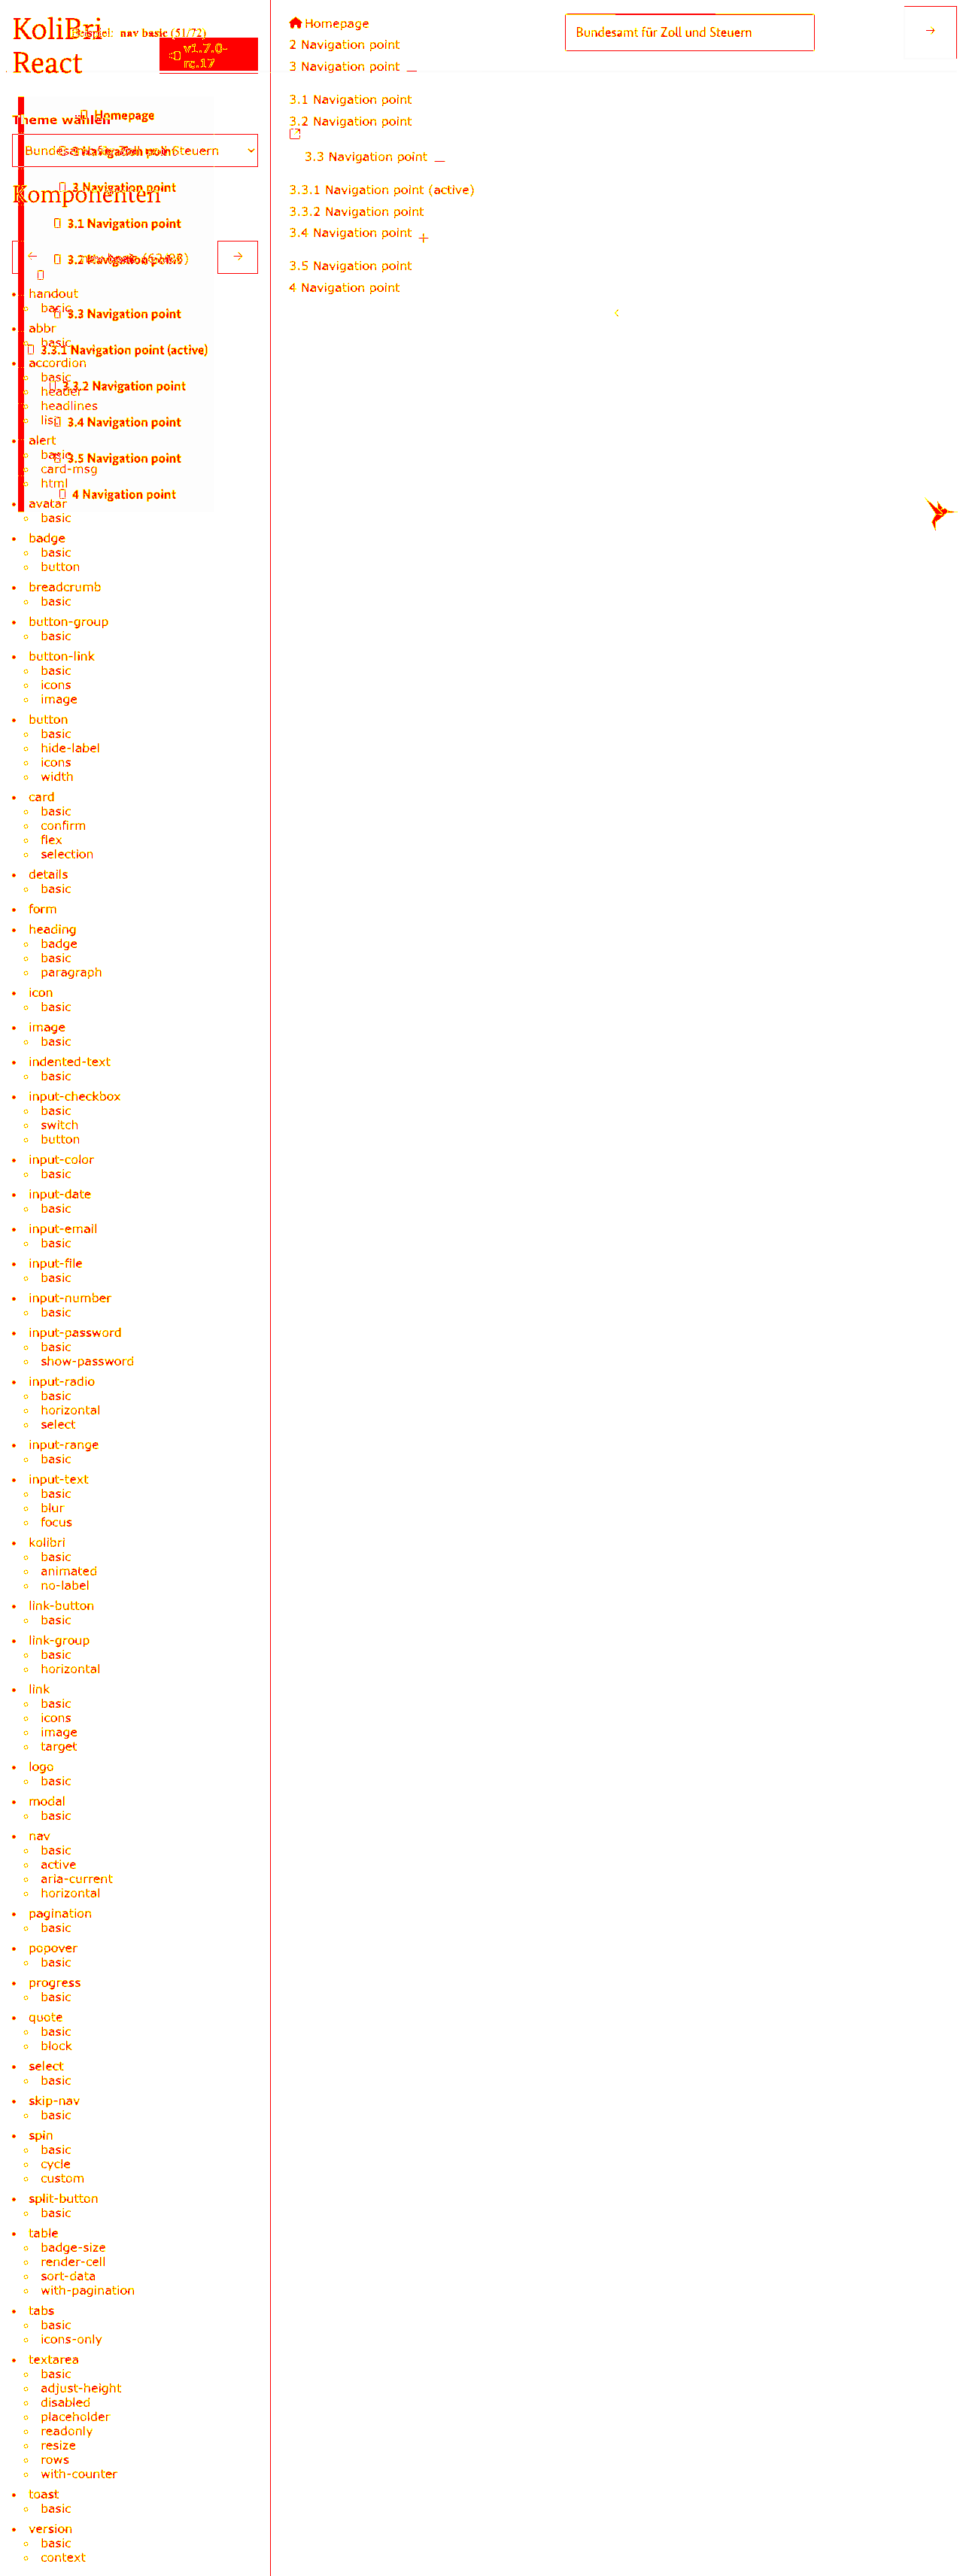 KoliBri
React
nav basic (51/72)
v1.7.0-
rc.17
Theme wählen
Bundesamt für Zoll und Steuern
Komponenten
Homepage
3 Navigation point
3.1 Navigation point
3.2 Navigation point
3.3 Navigation point
3.3.1 Navigation point (active)
3.3.2 Navigation point
3.4 Navigation point
3.5 Navigation point
4 Navigation point
handout
basic
abbr
basic
accordion
basic
header
headlines
list
alert
basic
card-msg
html
avatar
basic
badge
basic
button
breadcrumb
basic
button-group
basic
button-link
basic
icons
image
button
basic
hide-label
icons
width
card
basic
confirm
flex
selection
details
basic
form
heading
badge
basic
paragraph
icon
basic
image
basic
indented-text
basic
input-checkbox
basic
switch
button
input-color
basic
input-date
basic
input-email
basic
input-file
basic
input-number
basic
input-password
basic
show-password
input-radio
basic
horizontal
select
input-range
basic
input-text
basic
blur
focus
kolibri
basic
animated
no-label
link-button
basic
link-group
basic
horizontal
link
basic
icons
image
target
logo
basic
modal
basic
nav
basic
active
aria-current
horizontal
pagination
basic
popover
basic
progress
basic
quote
basic
block
select
basic
skip-nav
basic
spin
basic
cycle
custom
split-button
basic
table
badge-size
render-cell
sort-data
with-pagination
tabs
basic
icons-only
textarea
basic
adjust-height
disabled
placeholder
readonly
resize
rows
with-counter
toast
basic
version
basic
context
Homepage
2 Navigation point
3 Navigation point
3.1 Navigation point
3.2 Navigation point
3.3 Navigation point
3.3.1 Navigation point (active)
3.3.2 Navigation point
3.4 Navigation point
3.5 Navigation point
4 Navigation point
Bundesamt für Zoll und Steuern